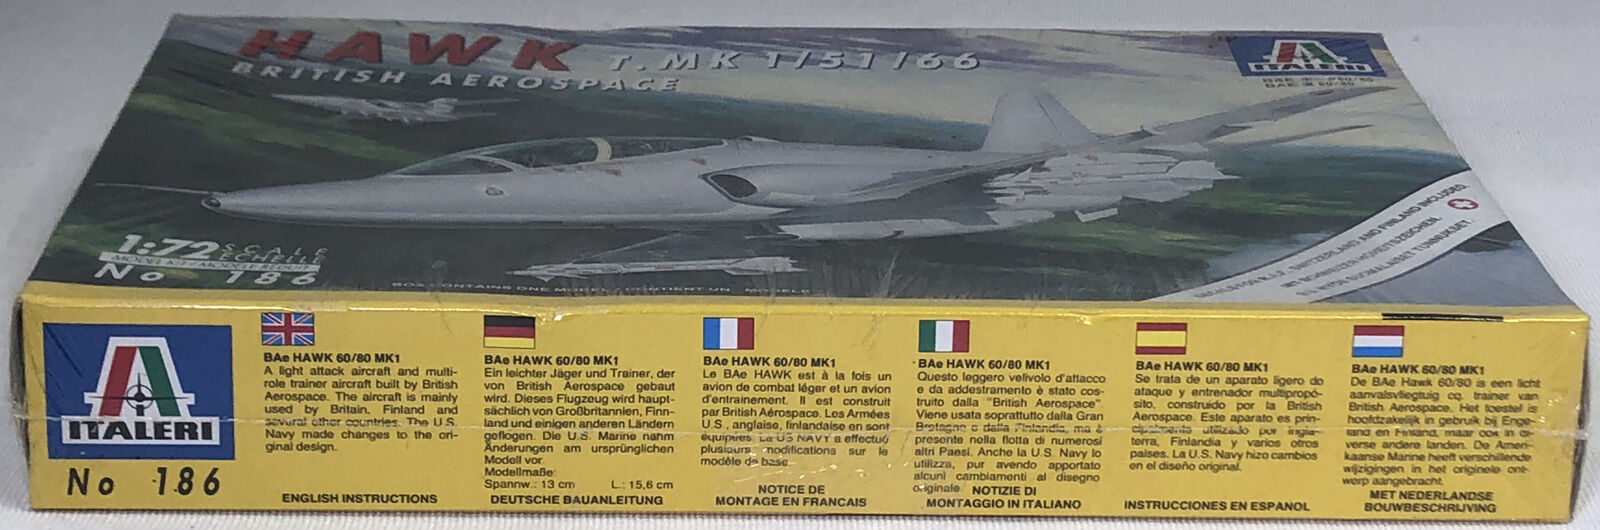 HAWK T.MK 1/51/66
BRITISH AEROSPACE
ITALERI
1:72 SCALE
ECHELLE
No 186
SWITZERLAND AND FINLAND INCLUDED.
ITALERI
No 186
BAe HAWK 60/80 MK1
A light attack aircraft and multi-
role trainer aircraft built by British
Aerospace. The aircraft is mainly
used by Britain, Finland and
several other countries. The U.S.
Navy made changes to the ori-
ginal design.
ENGLISH INSTRUCTIONS
BAe HAWK 60/80 MK1
Ein leichter Jäger und Trainer, der
von British Aerospace gebaut
wird. Dieses Flugzeug wird haupt-
sächlich von Großbritannien, Finn-
land und einigen anderen Ländern
geflogen. Die U.S. Marine nahm
Änderungen am ursprünglichen
Modell vor.
Modellmaße:
Spannw.: 13 cm L.: 15,6 cm
DEUTSCHE BAUANLEITUNG
BAe HAWK 60/80 MK1
Le BAe HAWK est à la fois un
avion de combat léger et un avion
d'entrainement. Il est construit
par British Aérospace. Les Armées
U.S., anglaise, finlandaise en sont
équipées. La US NAVY a effectué
plusiurs modifications sur le
modèle de base
NOTICE DE
MONTAGE EN FRANCAIS
BAe HAWK 60/80 MK1
Questo leggero velivolo d'attacco
e da addestramento è stato cos-
truito dalla "British Aerospace"
Viene usata soprattutto dalla Gran
Bretagna e dalla Finlandia, ma è
presente nella flotta di numerosi
altri Paesi. Anche la U.S. Navy lo
utilizza, pur avendo apportato
alcuni cambiamenti al disegno
originale.
NOTIZIE DI
MONTAGGIO IN ITALIANO
BAe HAWK 60/80 MK1
Se trata de un aparato ligero do
ataque y entrenador multipropó-
sito, construido por la British
Aerospace. Este aparato es prin-
cipalmente utilizado por ingla-
terra, Finlandia y varios otros
paises. La U.S. Navy hizo cambios
en el diseño original.
INSTRUCCIONES EN ESPANOL
BAe HAWK 60/80 MK1
De BAe Hawk 60/80 is een licht
aanvalsvliegtuig cq. trainer van
British Aerospace. Het toestel is
hoofdzakelijk in gebruik bij Enge-
land en Finland, maar ook in di-
verse andere landen. De Ameri-
kaanse Marine heeft verschillende
wijzigingen in het originele ont-
werp aangebracht.
MET NEDERLANDSE
BOUWBESCHRIJVING